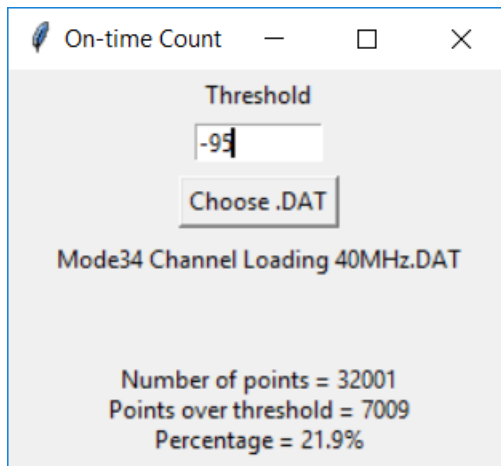 On-time Count
Threshold
-95
Choose .DAT
Mode34 Channel Loading 40MHz.DAT
Number of points = 32001
Points over threshold = 7009
Percentage = 21.9%